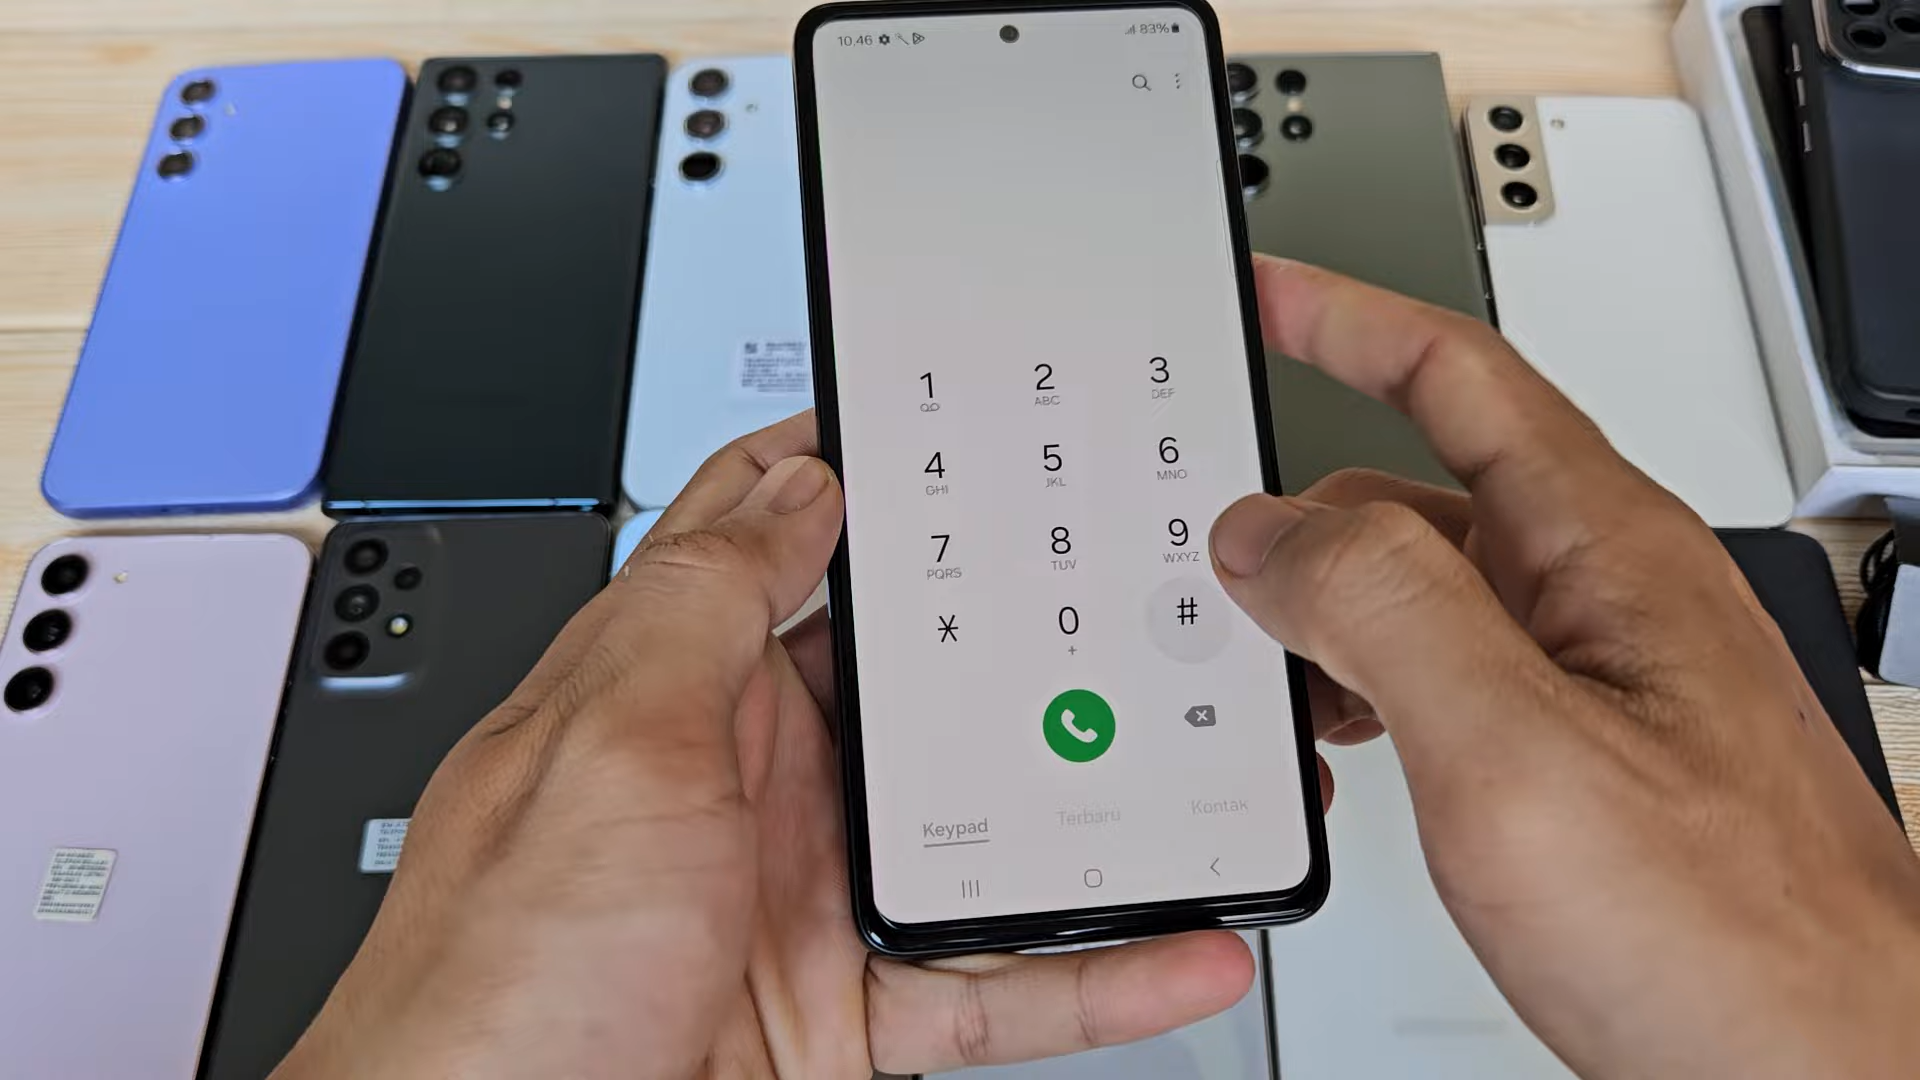 10.46
83%
1
2
ABC
3
DEF
4
GHI
5
JKL
6
MNO
7
PQRS
8
TUV
9
WXYZ
*
0
+
#
Keypad
Terbaru
Kontak